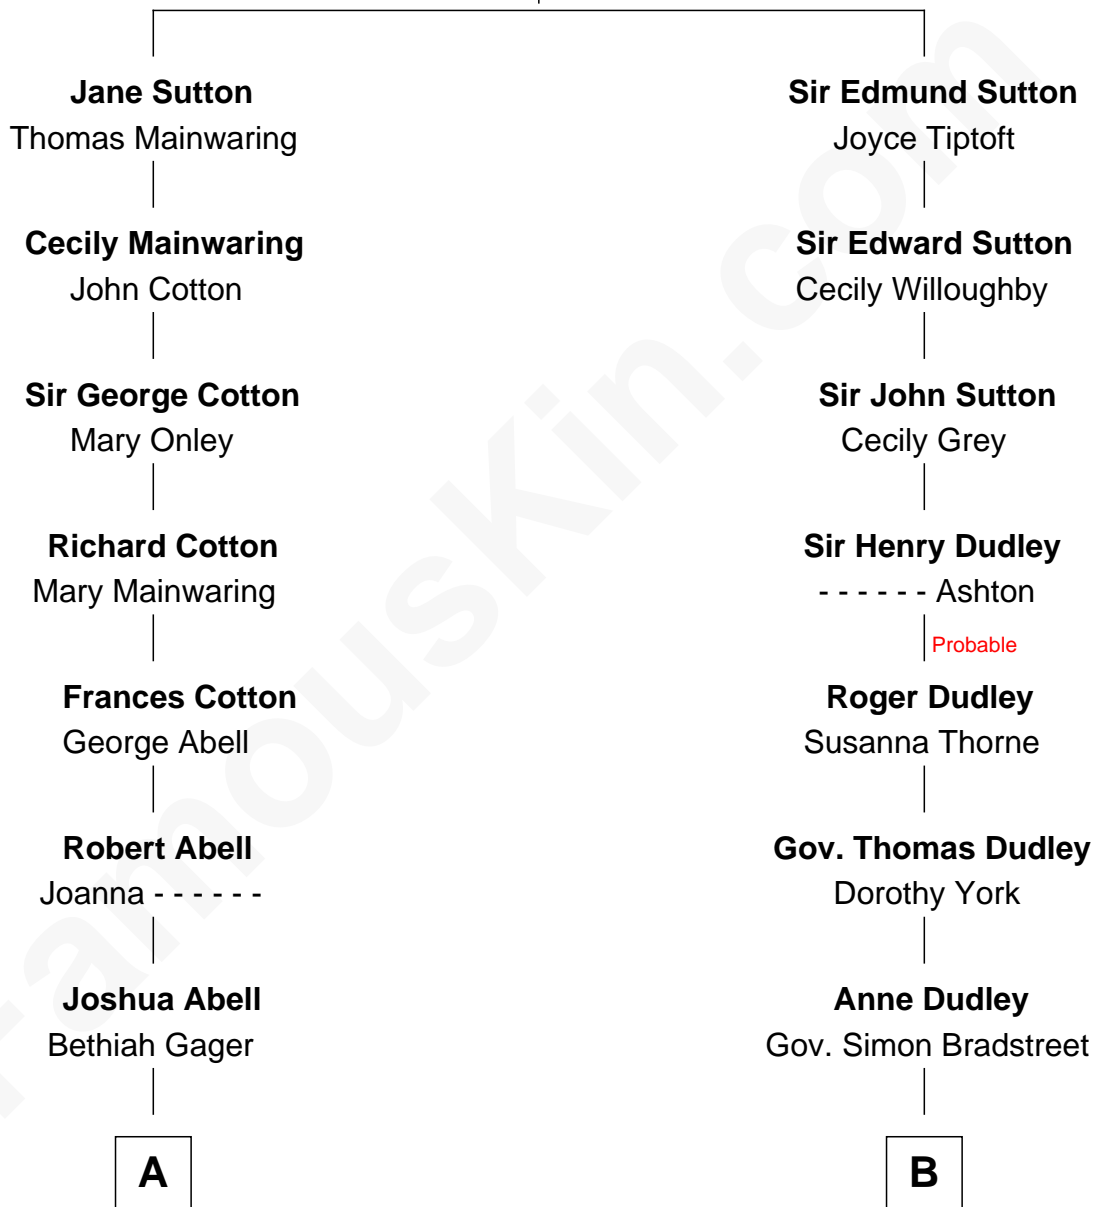 Jane Sutton
Thomas Mainwaring
Cecily Mainwaring
John Cotton
Sir George Cotton
Mary Onley
Richard Cotton
Mary Mainwaring
Frances Cotton
George Abell
Robert Abell
Joanna - - - - - -
Joshua Abell
Bethiah Gager
A
Sir Edmund Sutton
Joyce Tiptoft
Sir Edward Sutton
Cecily Willoughby
Sir John Sutton
Cecily Grey
Sir Henry Dudley
- - - - - - Ashton
Probable
Roger Dudley
Susanna Thorne
Gov. Thomas Dudley
Dorothy York
Anne Dudley
Gov. Simon Bradstreet
B
FamousKin.com